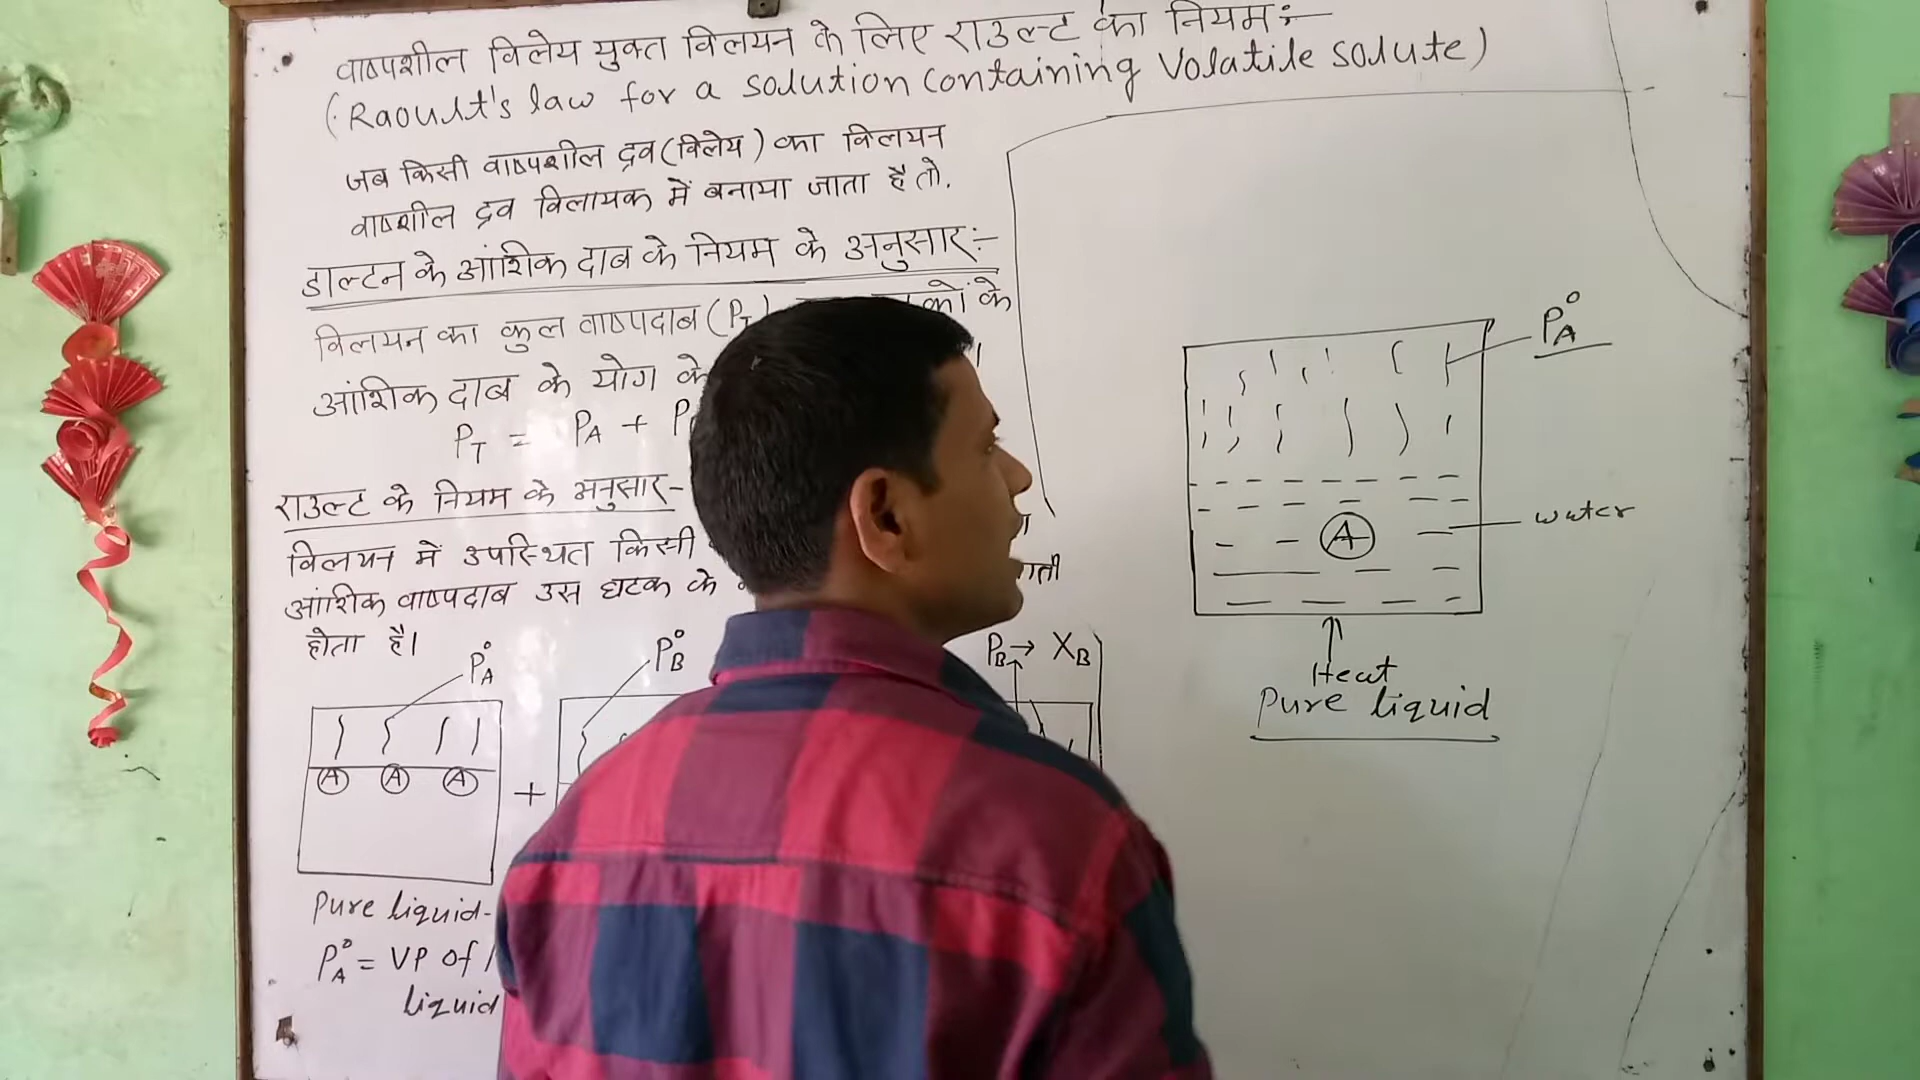 वाष्पशील विलेय युक्त विलयन के लिए राउल्ट का नियम :-
(Raoult's law for a solution containing Volatile solute)
जब किसी वाष्पशील द्रव (विलेय) का विलयन
वाष्शील द्रव विलायक में बनाया जाता है तो.
डाल्टन के आंशिक दाब के नियम के अनुसार :-
विलयन का कुल वाष्पदाब (P_T) कों के
आंशिक दाब के योग के
P_T = P_A + P
राउल्ट के नियम के अनुसार -
विलयन में उपस्थित किसी
आंशिक वाष्पदाब उस घटक के
होता है।
P°_A
P°_B
P_B → X_B
A A A
+
Pure liquid -
P°_A = VP of
liquid
P°_A
water
A
Heat
Pure liquid